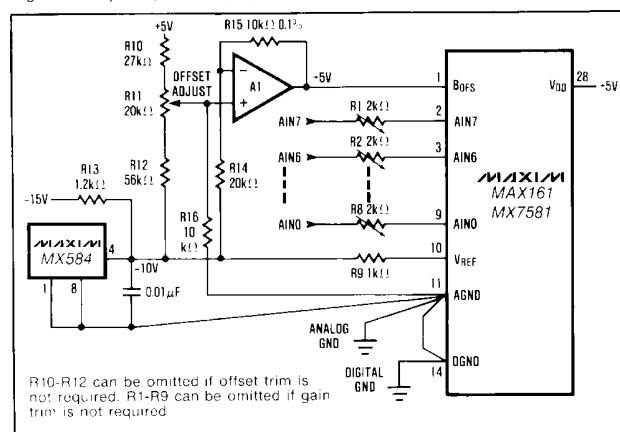 R15 10kΩ 0.1%
+5V
R10
27kΩ
OFFSET
ADJUST
R11
20kΩ
−
+
A1
+5V
1
BOFS
VDD
28
+5V
AIN7
R1 2kΩ
2
AIN7
AIN6
R2 2kΩ
3
AIN6
MAXIM
MAX161
MX7581
R12
56kΩ
R14
20kΩ
R13
1.2kΩ
-15V
R16
10
kΩ
AIN0
R8 2kΩ
9
AIN0
MAXIM
MX584
4
-10V
R9 1kΩ
10
VREF
11
AGND
1
8
0.01µF
ANALOG
GND
DGND
DIGITAL
GND
14
R10-R12 can be omitted if offset trim is
not required. R1-R9 can be omitted if gain
trim is not required